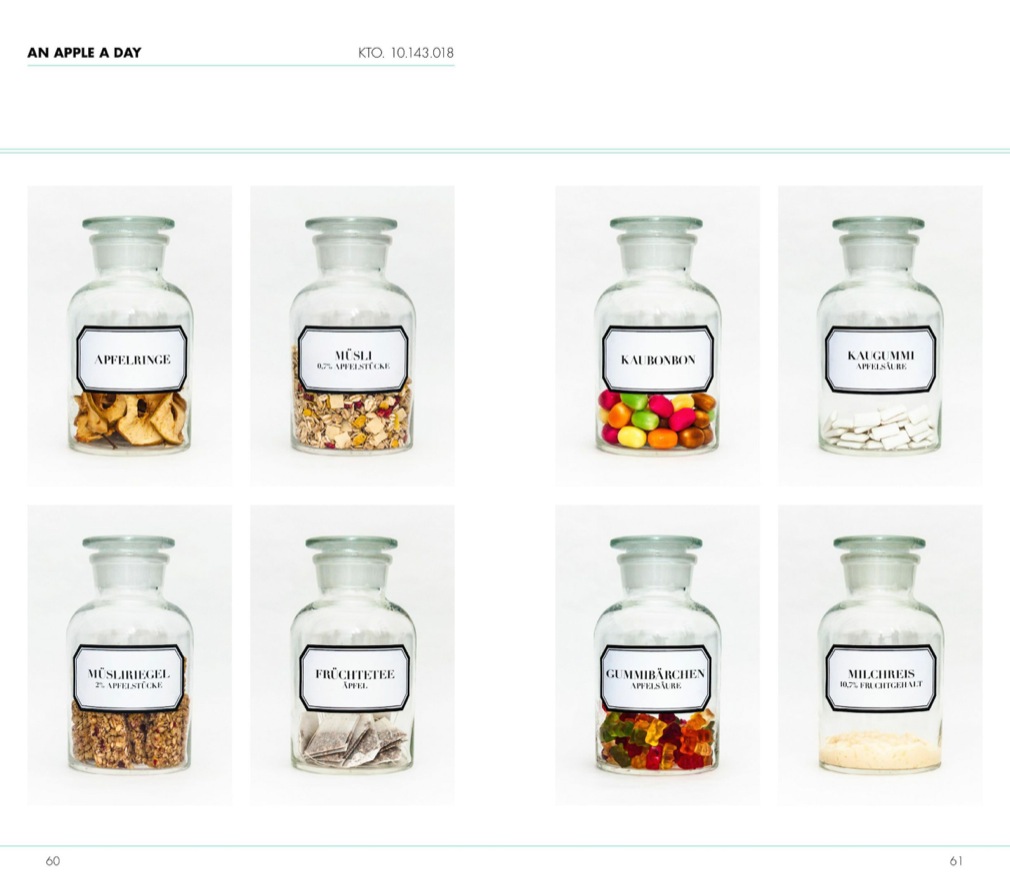 AN APPLE A DAY
KTO. 10.143.018
APFELRINGE
MÜSLI
0,7% APFELSTÜCKE
KAUBONBON
KAUGUMMI
APFELSÄURE
MÜSLIRIEGEL
2% APFELSTÜCKE
FRÜCHTETEE
ÄPFEL
GUMMIBÄRCHEN
APFELSÄURE
MILCHREIS
10,7% FRUCHTGEHALT
60
61